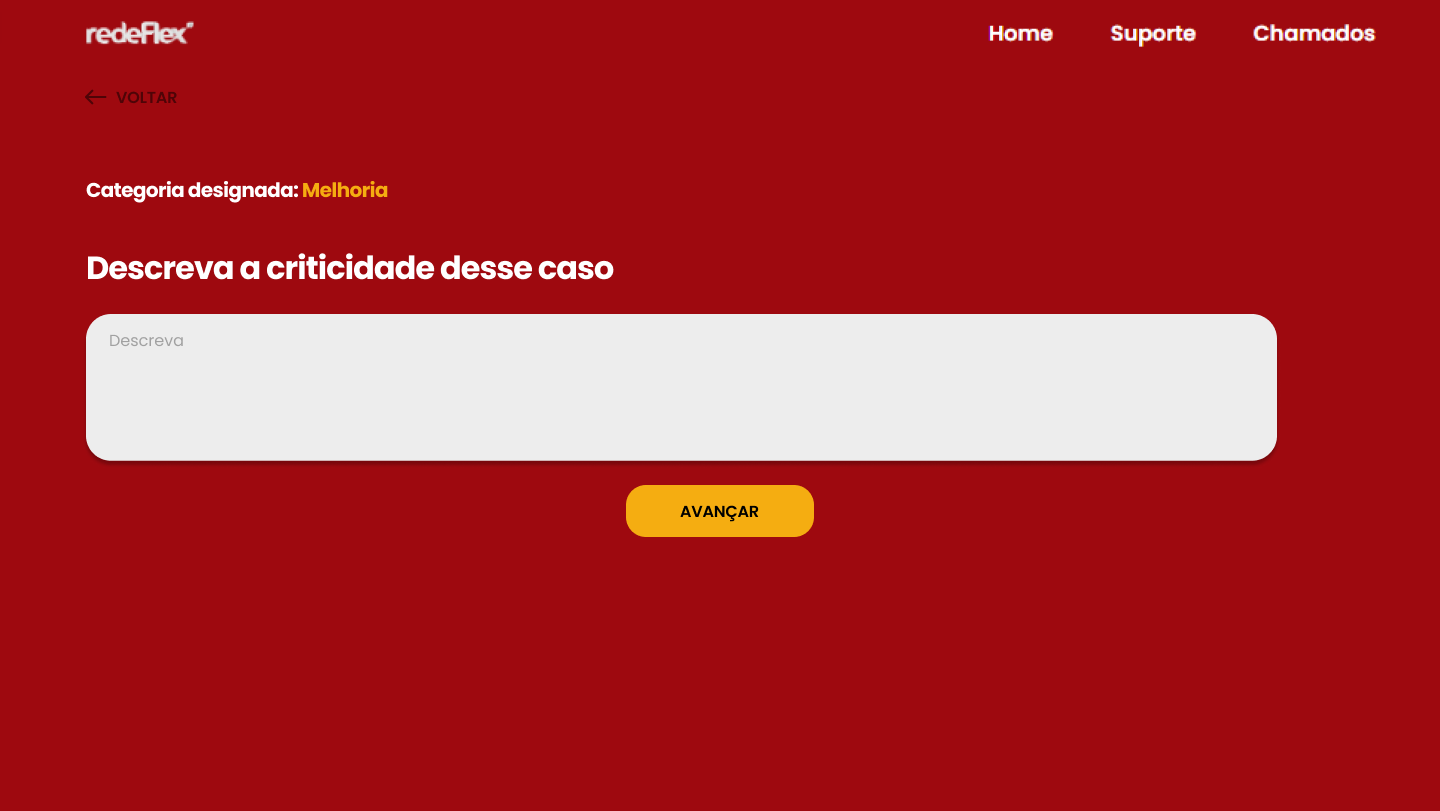 redeFlex
Home Suporte Chamados
VOLTAR
Categoria designada: Melhoria
Descreva a criticidade desse caso
Descreva
AVANÇAR